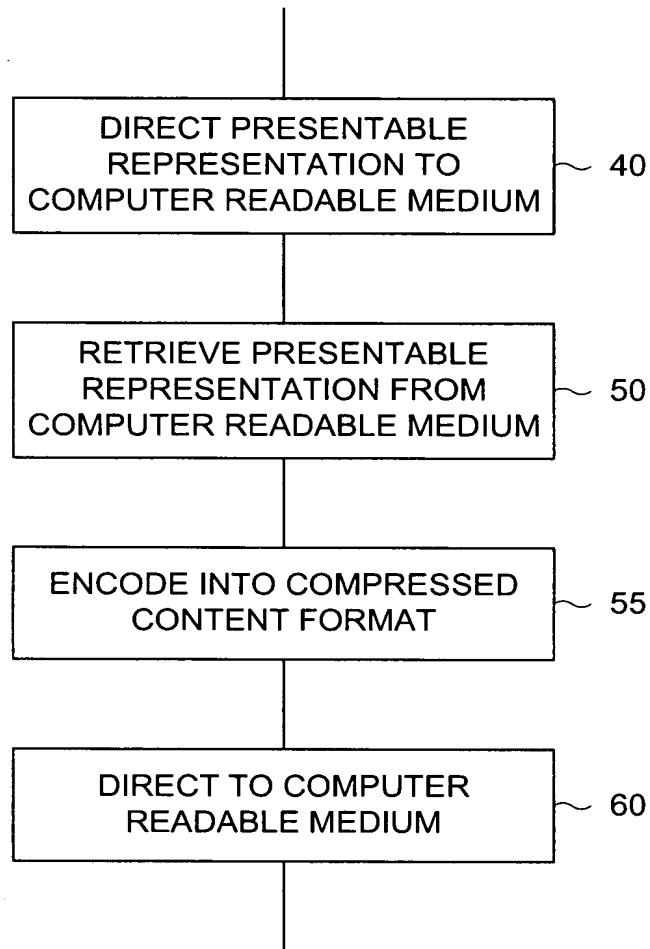 DIRECT PRESENTABLE
REPRESENTATION TO
COMPUTER READABLE MEDIUM
40
RETRIEVE PRESENTABLE
REPRESENTATION FROM
COMPUTER READABLE MEDIUM
50
ENCODE INTO COMPRESSED
CONTENT FORMAT
55
DIRECT TO COMPUTER
READABLE MEDIUM
60